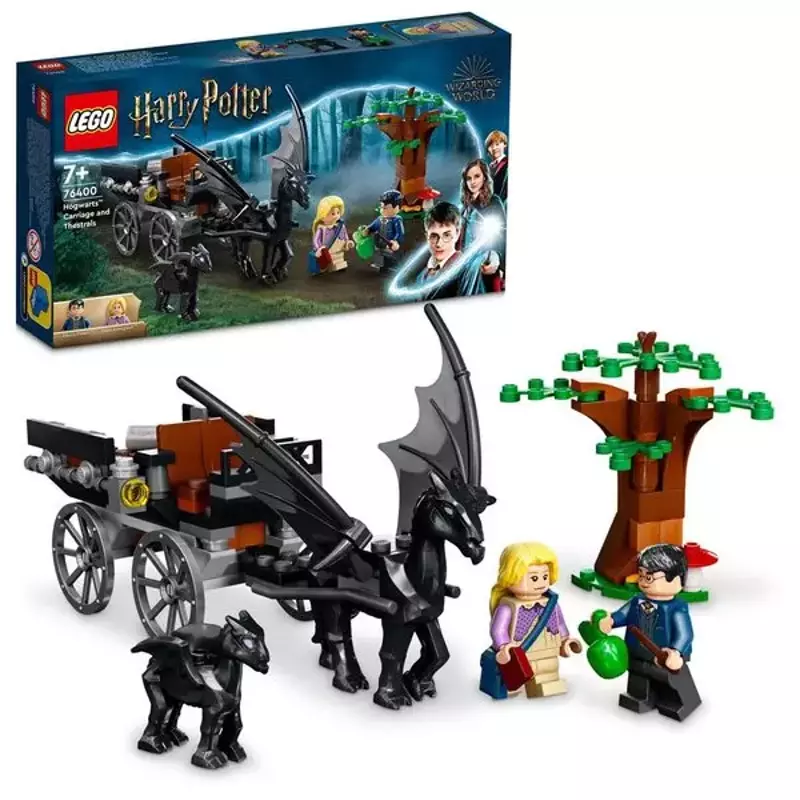 LEGO
Harry Potter
WIZARDING
WORLD
7+
76400
Hogwarts™
Carriage and
Thestrals